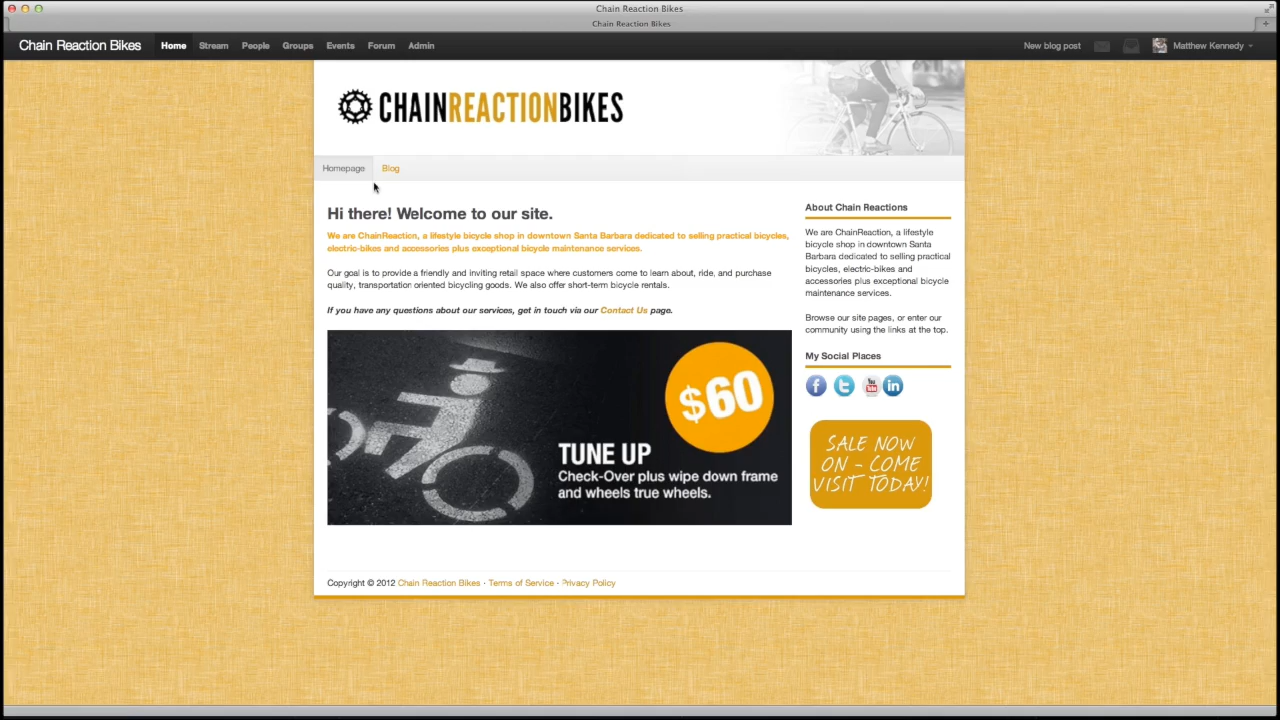 Chain Reaction Bikes
Chain Reaction Bikes
Chain Reaction Bikes Home Stream People Groups Events Forum Admin New blog post Matthew Kennedy
CHAINREACTIONBIKES
Homepage Blog
Hi there! Welcome to our site.
We are ChainReaction, a lifestyle bicycle shop in downtown Santa Barbara dedicated to selling practical bicycles,
electric-bikes and accessories plus exceptional bicycle maintenance services.
Our goal is to provide a friendly and inviting retail space where customers come to learn about, ride, and purchase
quality, transportation oriented bicycling goods. We also offer short-term bicycle rentals.
If you have any questions about our services, get in touch via our Contact Us page.
$60
TUNE UP
Check-Over plus wipe down frame
and wheels true wheels.
About Chain Reactions
We are ChainReaction, a lifestyle
bicycle shop in downtown Santa
Barbara dedicated to selling practical
bicycles, electric-bikes and
accessories plus exceptional bicycle
maintenance services.
Browse our site pages, or enter our
community using the links at the top.
My Social Places
f t You Tube in
SALE NOW
ON - COME
VISIT TODAY!
Copyright © 2012 Chain Reaction Bikes · Terms of Service · Privacy Policy